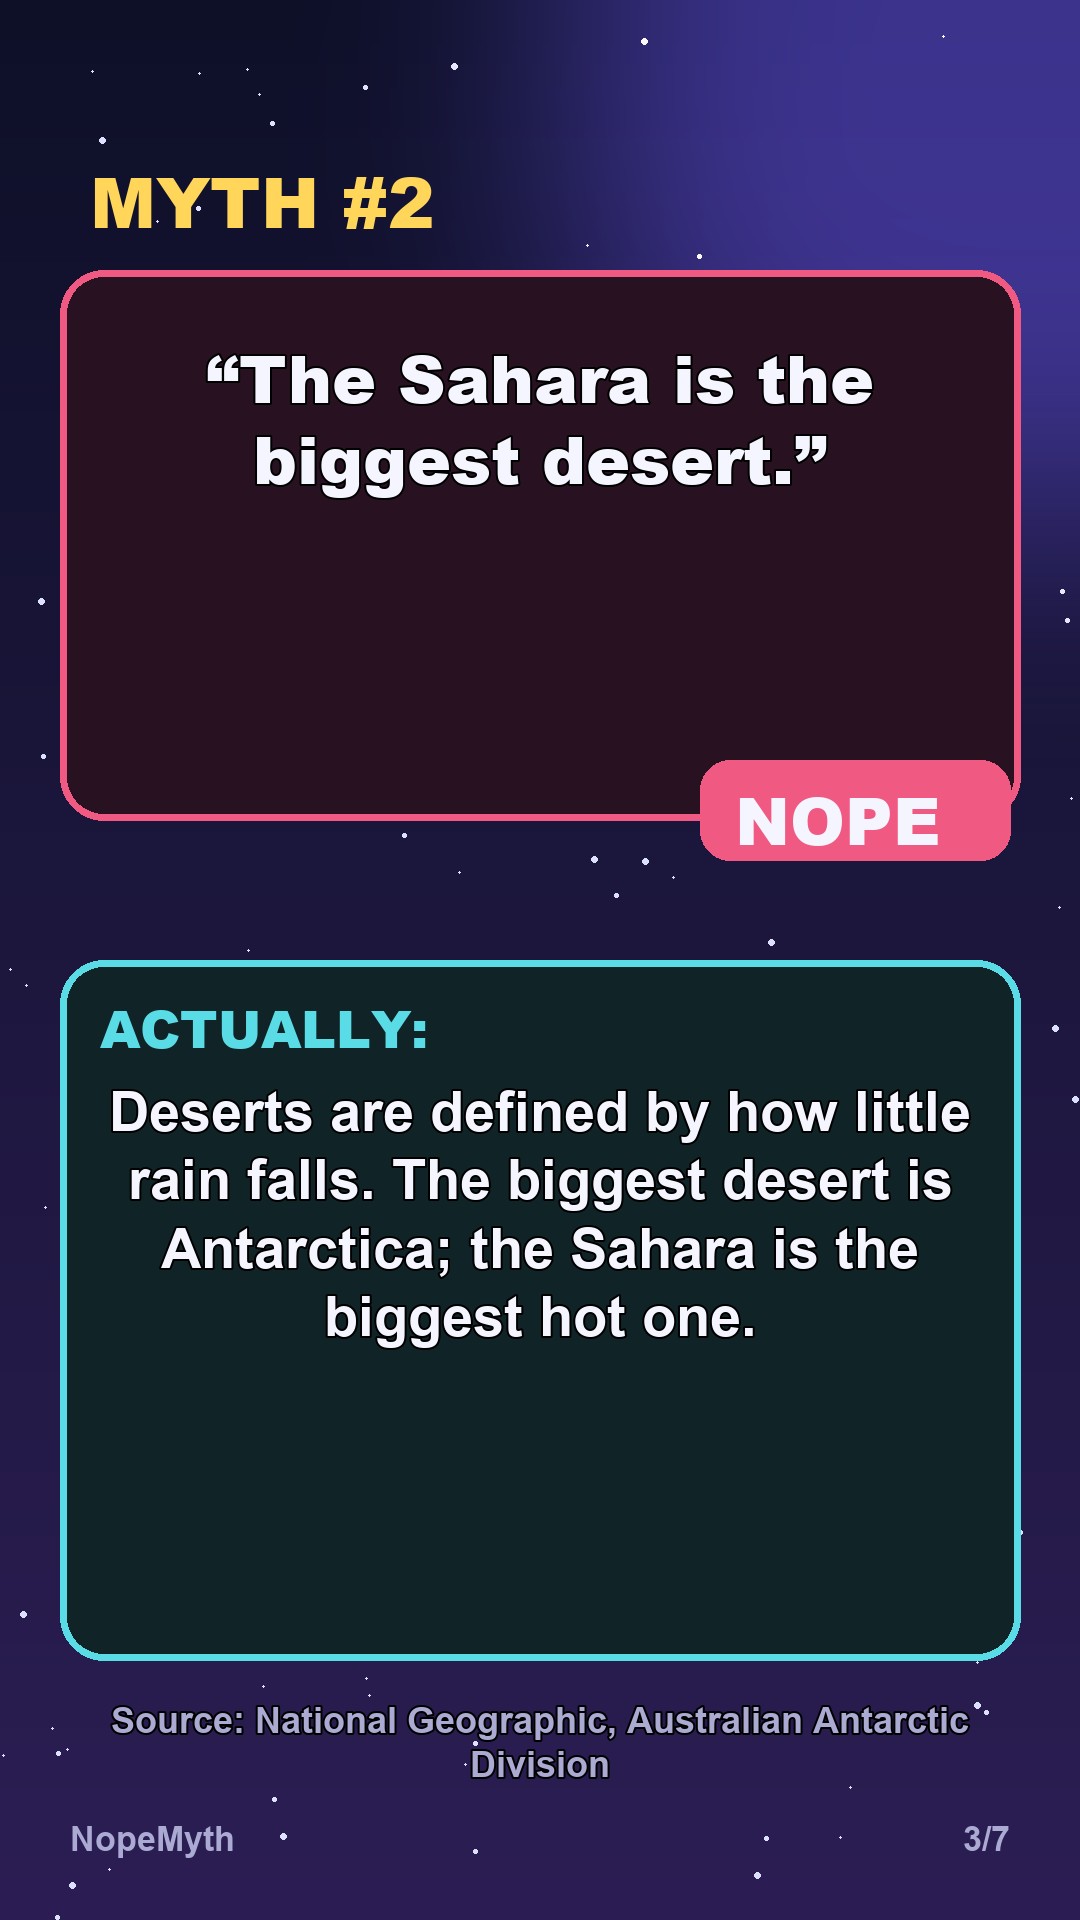 MYTH #2
“The Sahara is the
biggest desert.”
NOPE
ACTUALLY:
Deserts are defined by how little
rain falls. The biggest desert is
Antarctica; the Sahara is the
biggest hot one.
Source: National Geographic, Australian Antarctic
Division
NopeMyth
3/7